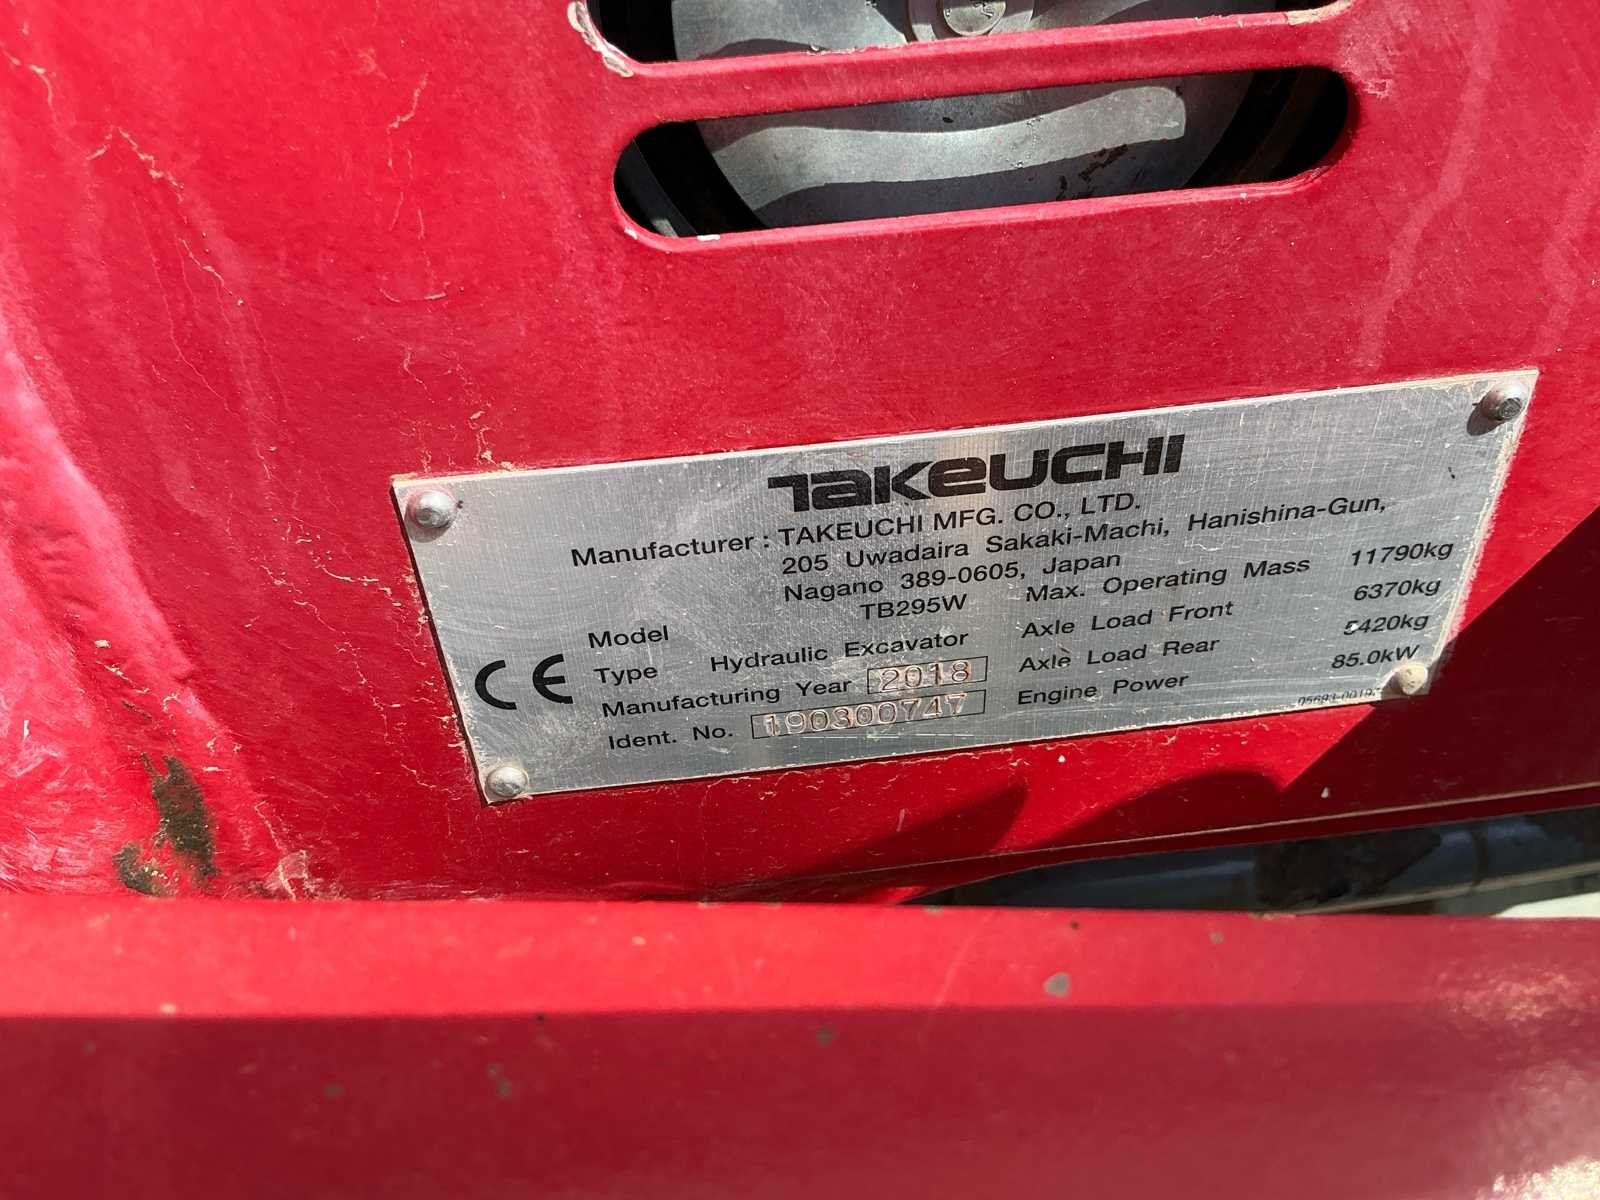 TAKEUCHI
Manufacturer : TAKEUCHI MFG. CO., LTD.
205 Uwadaira Sakaki-Machi, Hanishina-Gun,
Nagano 389-0605, Japan
Model TB295W Max. Operating Mass 11790kg
Type Hydraulic Excavator Axle Load Front 6370kg
Manufacturing Year 2018 Axle Load Rear 5420kg
Ident. No. 190300747 Engine Power 85.0kW
CE